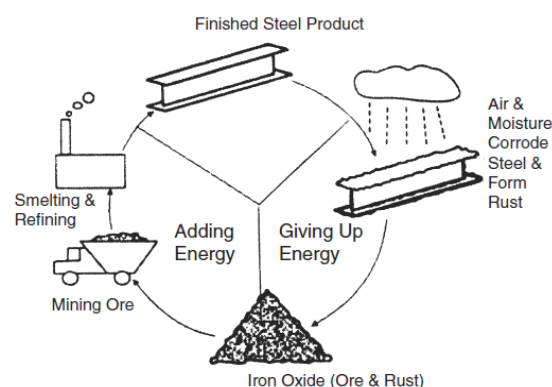 Finished Steel Product
Air &
Moisture
Corrode
Steel &
Form
Rust
Smelting &
Refining
Adding
Energy
Giving Up
Energy
Mining Ore
Iron Oxide (Ore & Rust)